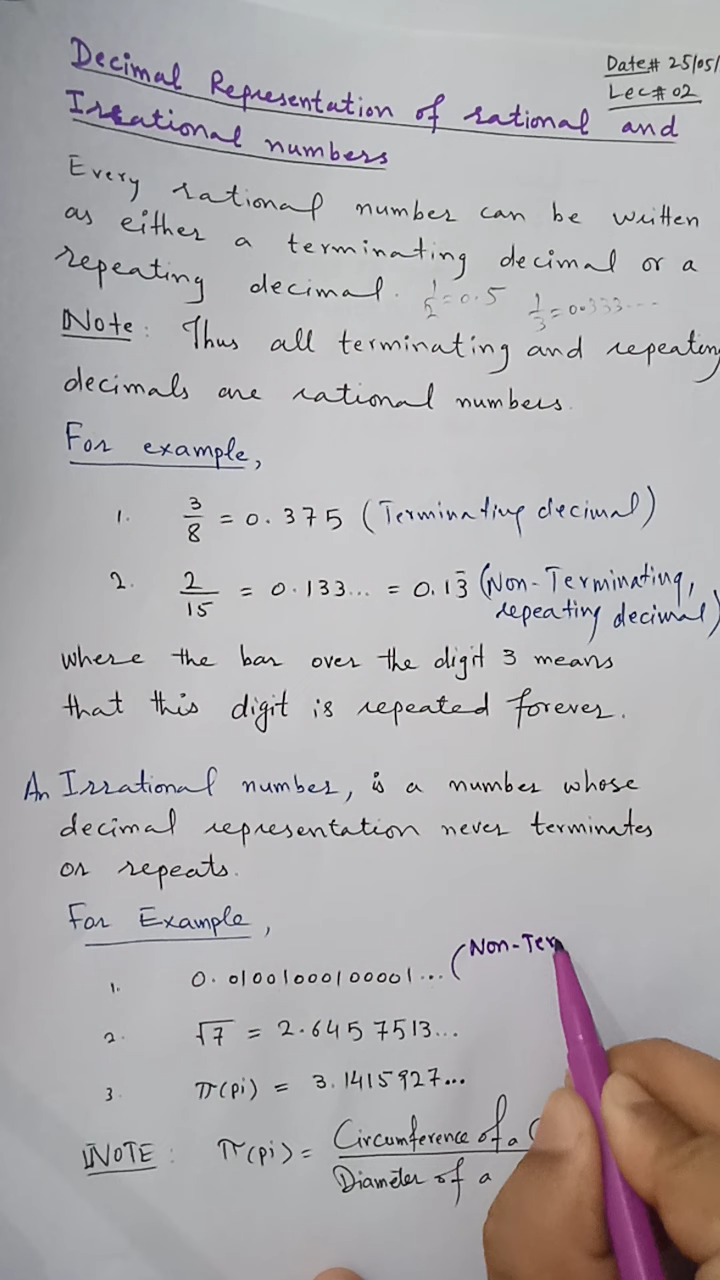 Decimal Representation of rational and
Date# 25/05/
Lec# 02
Irrational numbers
Every rational number can be written
as either a terminating decimal or a
repeating decimal. 1/2 = 0.5 1/3 = 0.333...
Note: Thus all terminating and repeating
decimals are rational numbers.
For example,
1. 3/8 = 0.375 (Terminating decimal)
2. 2/15 = 0.133... = 0.13̄ (Non-Terminating,
repeating decimal)
where the bar over the digit 3 means
that this digit is repeated forever.
An Irrational number, is a number whose
decimal representation never terminates
or repeats.
For Example,
1. 0.01001000100001... (Non-Ter
2. √7 = 2.6457513...
3. π(pi) = 3.1415927...
NOTE: π(pi) = Circumference of a C
Diameter of a